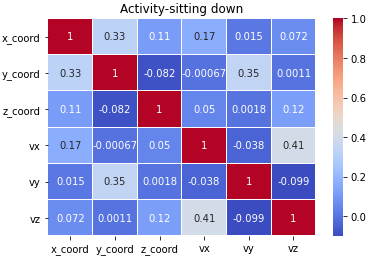 Activity-sitting down
x_coord 1 0.33 0.11 0.17 0.015 0.072
y_coord 0.33 1 -0.082 -0.00067 0.35 0.0011
z_coord 0.11 -0.082 1 0.05 0.0018 0.12
vx 0.17 -0.00067 0.05 1 -0.038 0.41
vy 0.015 0.35 0.0018 -0.038 1 -0.099
vz 0.072 0.0011 0.12 0.41 -0.099 1
x_coord y_coord z_coord vx vy vz
1.0
0.8
0.6
0.4
0.2
0.0